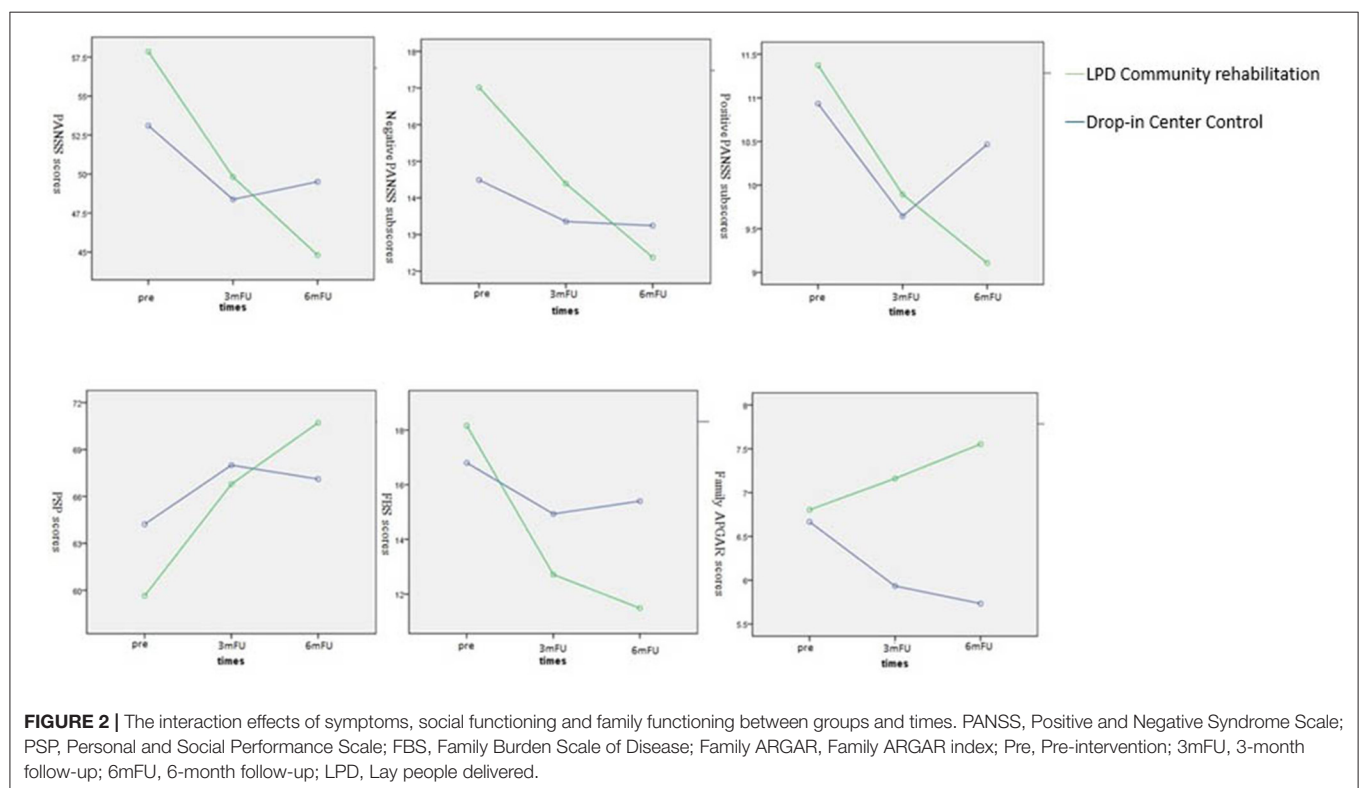 PANSS scores
57.5
55
52.5
50
47.5
45
pre
3mFU
6mFU
times
Negative PANSS subscores
18
17
16
15
14
13
12
pre
3mFU
6mFU
times
Positive PANSS subscores
11.5
11
10.5
10
9.5
9
pre
3mFU
6mFU
times
LPD Community rehabilitation
Drop-in Center Control
PSP scores
72
69
66
63
60
pre
3mFU
6mFU
times
FBS scores
18
16
14
12
pre
3mFU
6mFU
times
Family APGAR scores
8
7.5
7
6.5
6
5.5
pre
3mFU
6mFU
times
FIGURE 2 | The interaction effects of symptoms, social functioning and family functioning between groups and times. PANSS, Positive and Negative Syndrome Scale;
PSP, Personal and Social Performance Scale; FBS, Family Burden Scale of Disease; Family ARGAR, Family ARGAR index; Pre, Pre-intervention; 3mFU, 3-month
follow-up; 6mFU, 6-month follow-up; LPD, Lay people delivered.